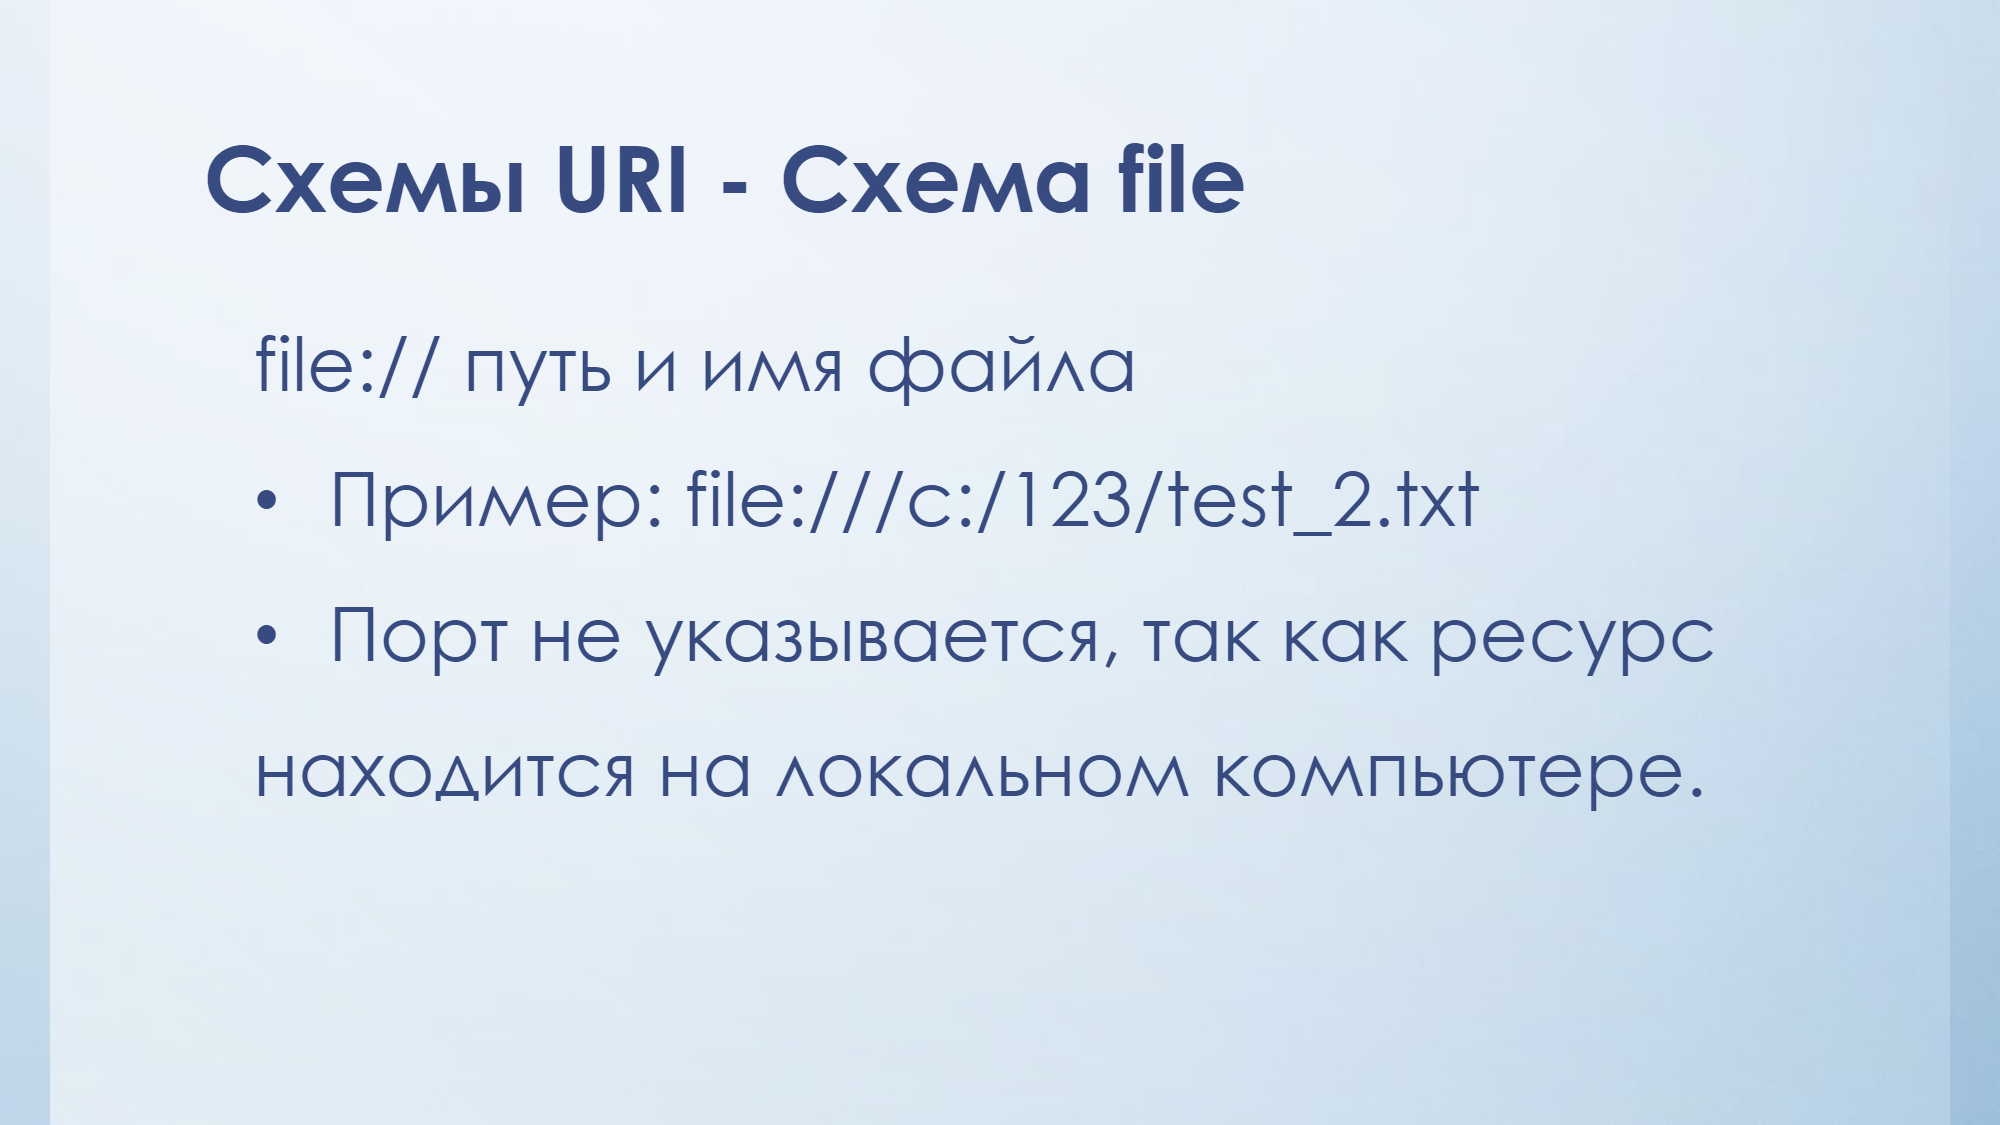 Схемы URI - Схема file
file:// путь и имя файла
• Пример: file:///c:/123/test_2.txt
• Порт не указывается, так как ресурс
находится на локальном компьютере.